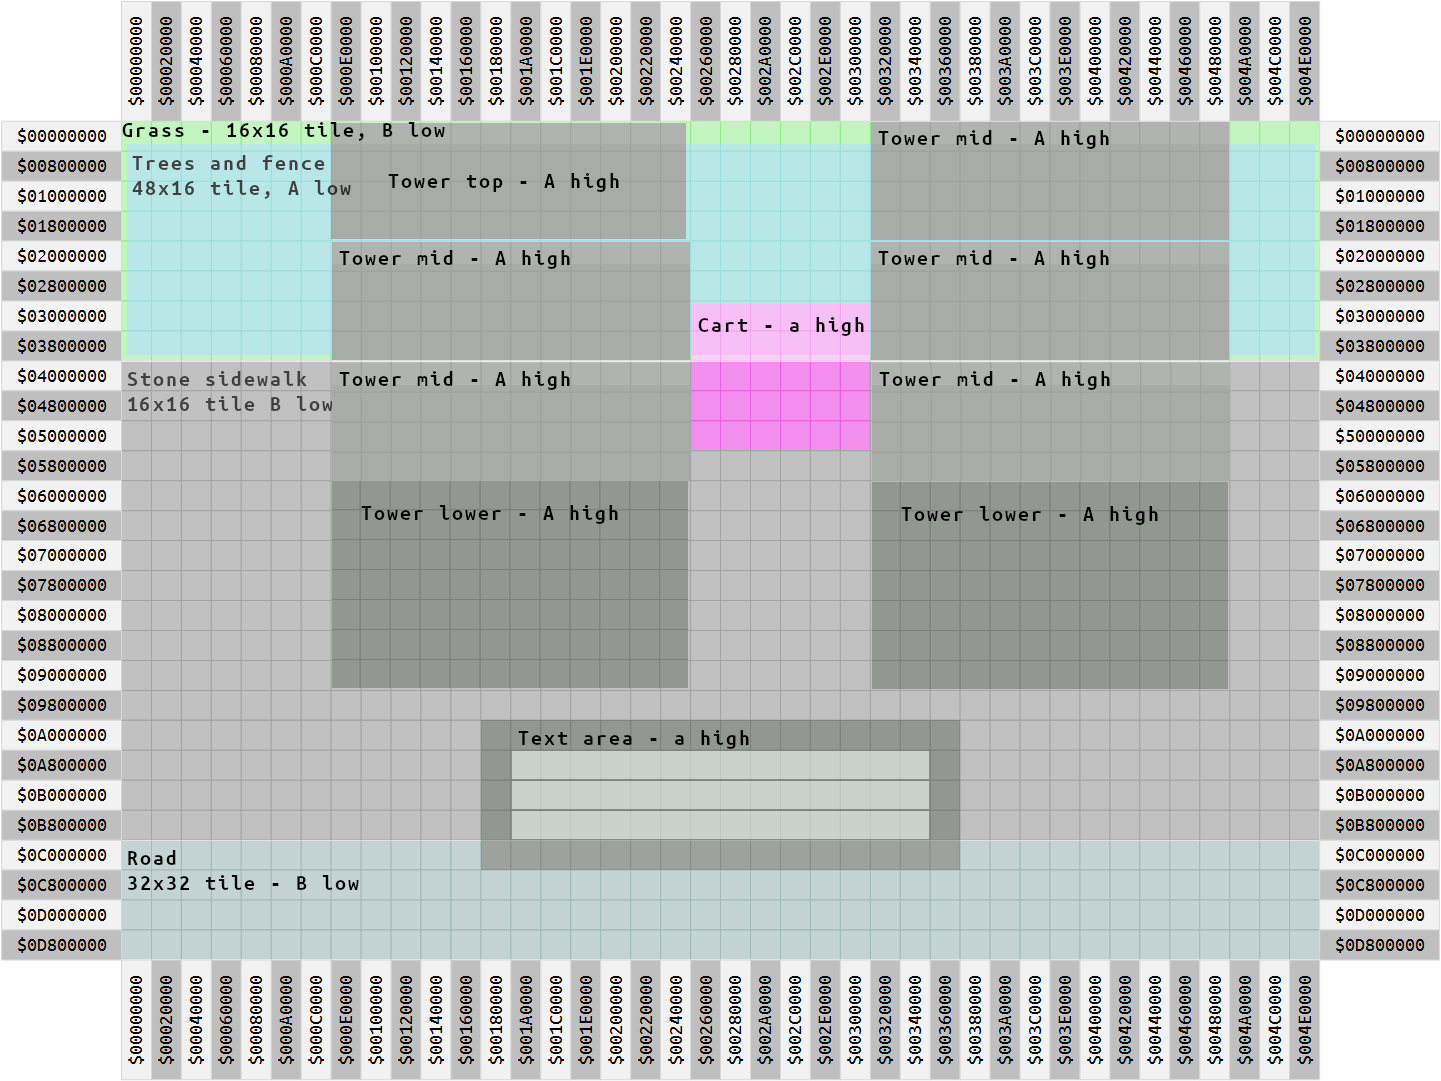 $00000000
$00020000
$00040000
$00060000
$00080000
$000A0000
$000C0000
$000E0000
$00100000
$00120000
$00140000
$00160000
$00180000
$001A0000
$001C0000
$001E0000
$00200000
$00220000
$00240000
$00260000
$00280000
$002A0000
$002C0000
$002E0000
$00300000
$00320000
$00340000
$00360000
$00380000
$003A0000
$003C0000
$003E0000
$00400000
$00420000
$00440000
$00460000
$00480000
$004A0000
$004C0000
$004E0000
$00000000
$00800000
$01000000
$01800000
$02000000
$02800000
$03000000
$03800000
$04000000
$04800000
$05000000
$05800000
$06000000
$06800000
$07000000
$07800000
$08000000
$08800000
$09000000
$09800000
$0A000000
$0A800000
$0B000000
$0B800000
$0C000000
$0C800000
$0D000000
$0D800000
Grass - 16x16 tile, B low
Trees and fence
48x16 tile, A low
Tower top - A high
Tower mid - A high
Tower mid - A high
Tower mid - A high
Cart - a high
Stone sidewalk
16x16 tile B low
Tower mid - A high
Tower mid - A high
Tower lower - A high
Tower lower - A high
Text area - a high
Road
32x32 tile - B low
$00000000
$00800000
$01000000
$01800000
$02000000
$02800000
$03000000
$03800000
$04000000
$04800000
$50000000
$05800000
$06000000
$06800000
$07000000
$07800000
$08000000
$08800000
$09000000
$09800000
$0A000000
$0A800000
$0B000000
$0B800000
$0C000000
$0C800000
$0D000000
$0D800000
$00000000
$00020000
$00040000
$00060000
$00080000
$000A0000
$000C0000
$000E0000
$00100000
$00120000
$00140000
$00160000
$00180000
$001A0000
$001C0000
$001E0000
$00200000
$00220000
$00240000
$00260000
$00280000
$002A0000
$002C0000
$002E0000
$00300000
$00320000
$00340000
$00360000
$00380000
$003A0000
$003C0000
$003E0000
$00400000
$00420000
$00440000
$00460000
$00480000
$004A0000
$004C0000
$004E0000